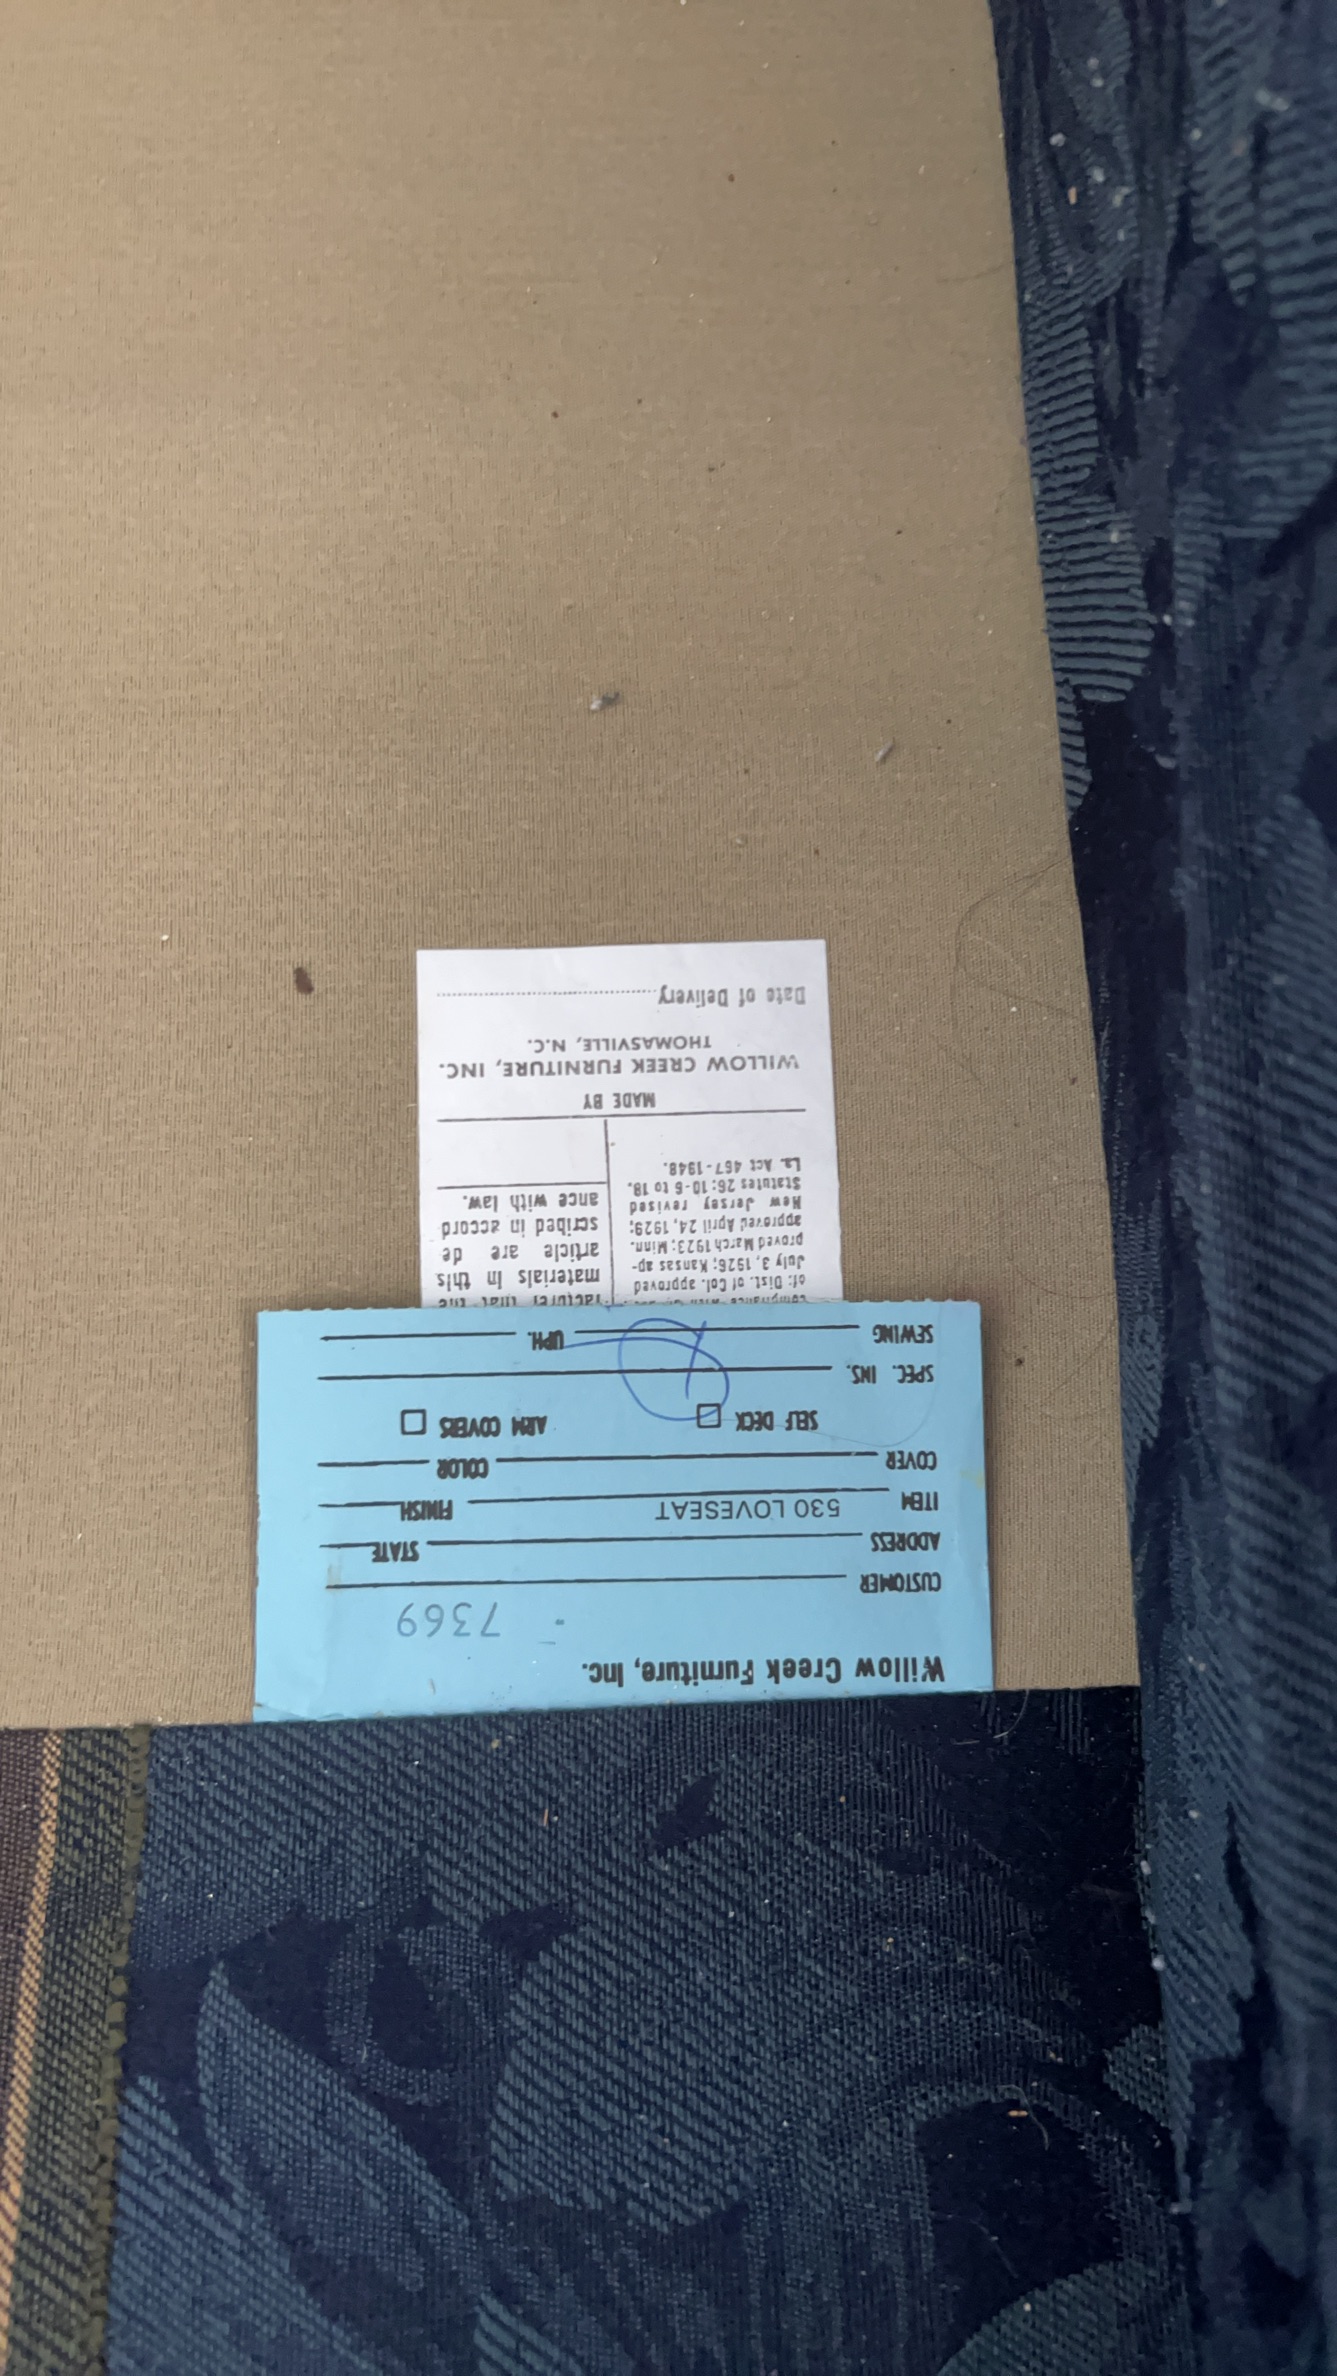 Willow Creek Furniture, Inc.
7369
CUSTOMER
ADDRESS STATE
ITEM 530 LOVESEAT FINISH
COVER COLOR
SELF DECK ARM COVERS
SPEC. INS.
SEWING UPH.
of: Dist. of Col. approved
July 3, 1926; Kansas ap-
proved March 1923; Minn.
approved April 24, 1929;
New Jersey revised
Statutes 26:10-6 to 18.
La. Act 467-1948.
facturer that the
materials in this
article are de
scribed in accord
ance with law.
MADE BY
WILLOW CREEK FURNITURE, INC.
THOMASVILLE, N.C.
Date of Delivery